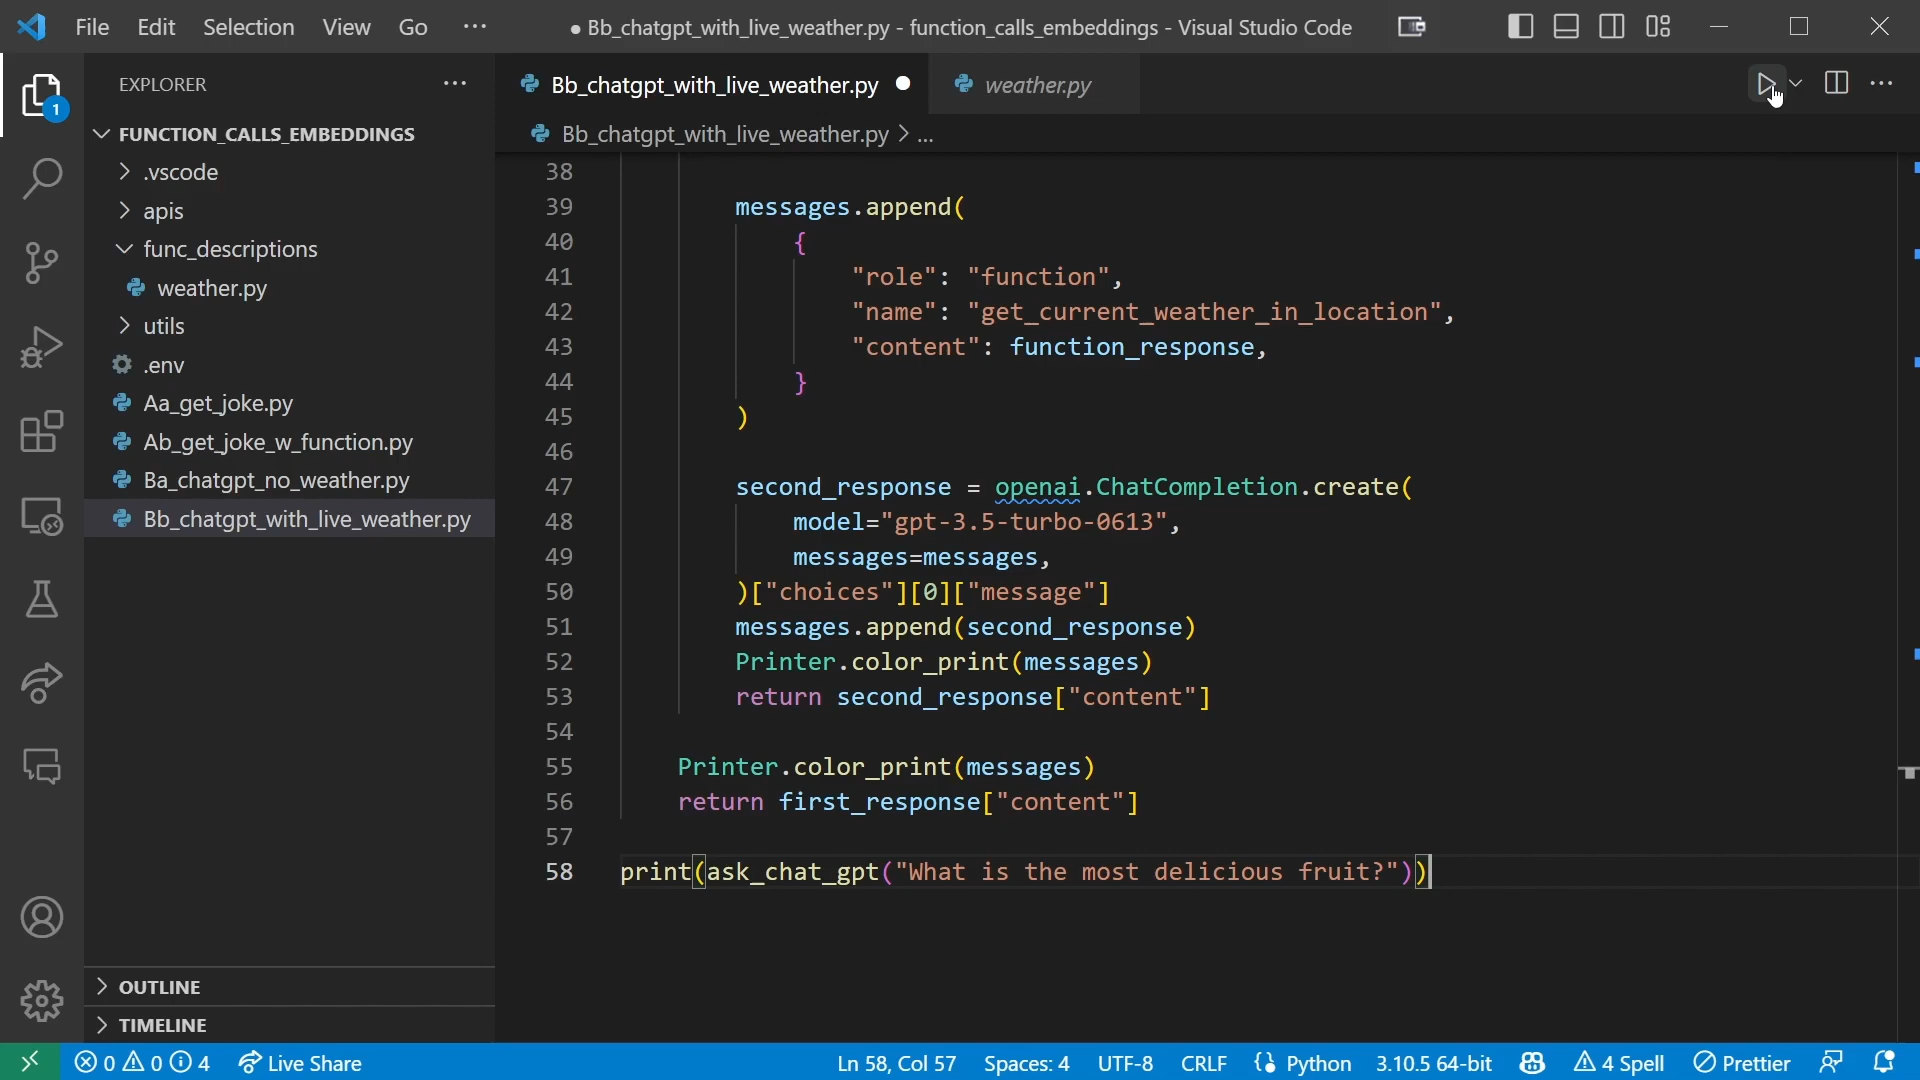 File Edit Selection View Go ··· ● Bb_chatgpt_with_live_weather.py - function_calls_embeddings - Visual Studio Code
EXPLORER ···
Bb_chatgpt_with_live_weather.py
weather.py
1
FUNCTION_CALLS_EMBEDDINGS
.vscode
apis
func_descriptions
weather.py
utils
.env
Aa_get_joke.py
Ab_get_joke_w_function.py
Ba_chatgpt_no_weather.py
Bb_chatgpt_with_live_weather.py
OUTLINE
TIMELINE
Bb_chatgpt_with_live_weather.py > ...
38
39 messages.append(
40 {
41 "role": "function",
42 "name": "get_current_weather_in_location",
43 "content": function_response,
44 }
45 )
46
47 second_response = openai.ChatCompletion.create(
48 model="gpt-3.5-turbo-0613",
49 messages=messages,
50 )["choices"][0]["message"]
51 messages.append(second_response)
52 Printer.color_print(messages)
53 return second_response["content"]
54
55 Printer.color_print(messages)
56 return first_response["content"]
57
58 print(ask_chat_gpt("What is the most delicious fruit?"))
0 0 4 Live Share Ln 58, Col 57 Spaces: 4 UTF-8 CRLF {} Python 3.10.5 64-bit 4 Spell Prettier